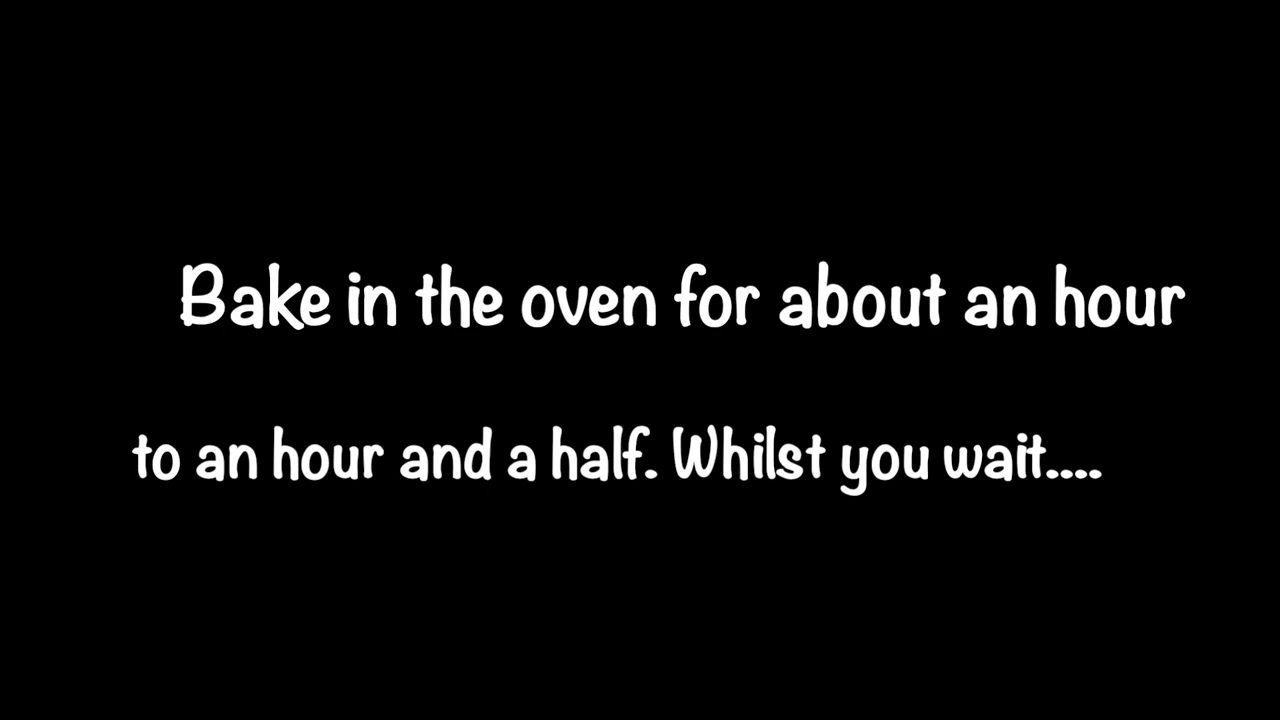 Bake in the oven for about an hour
to an hour and a half. Whilst you wait....